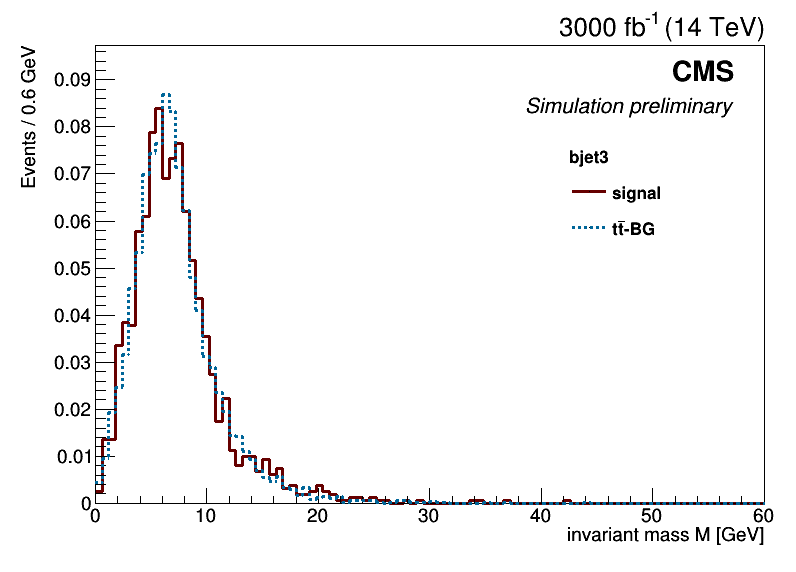 3000 fb⁻¹ (14 TeV)
CMS
Simulation preliminary
bjet3
signal
tt̄-BG
Events / 0.6 GeV
0.09
0.08
0.07
0.06
0.05
0.04
0.03
0.02
0.01
0
0 10 20 30 40 50 60
invariant mass M [GeV]